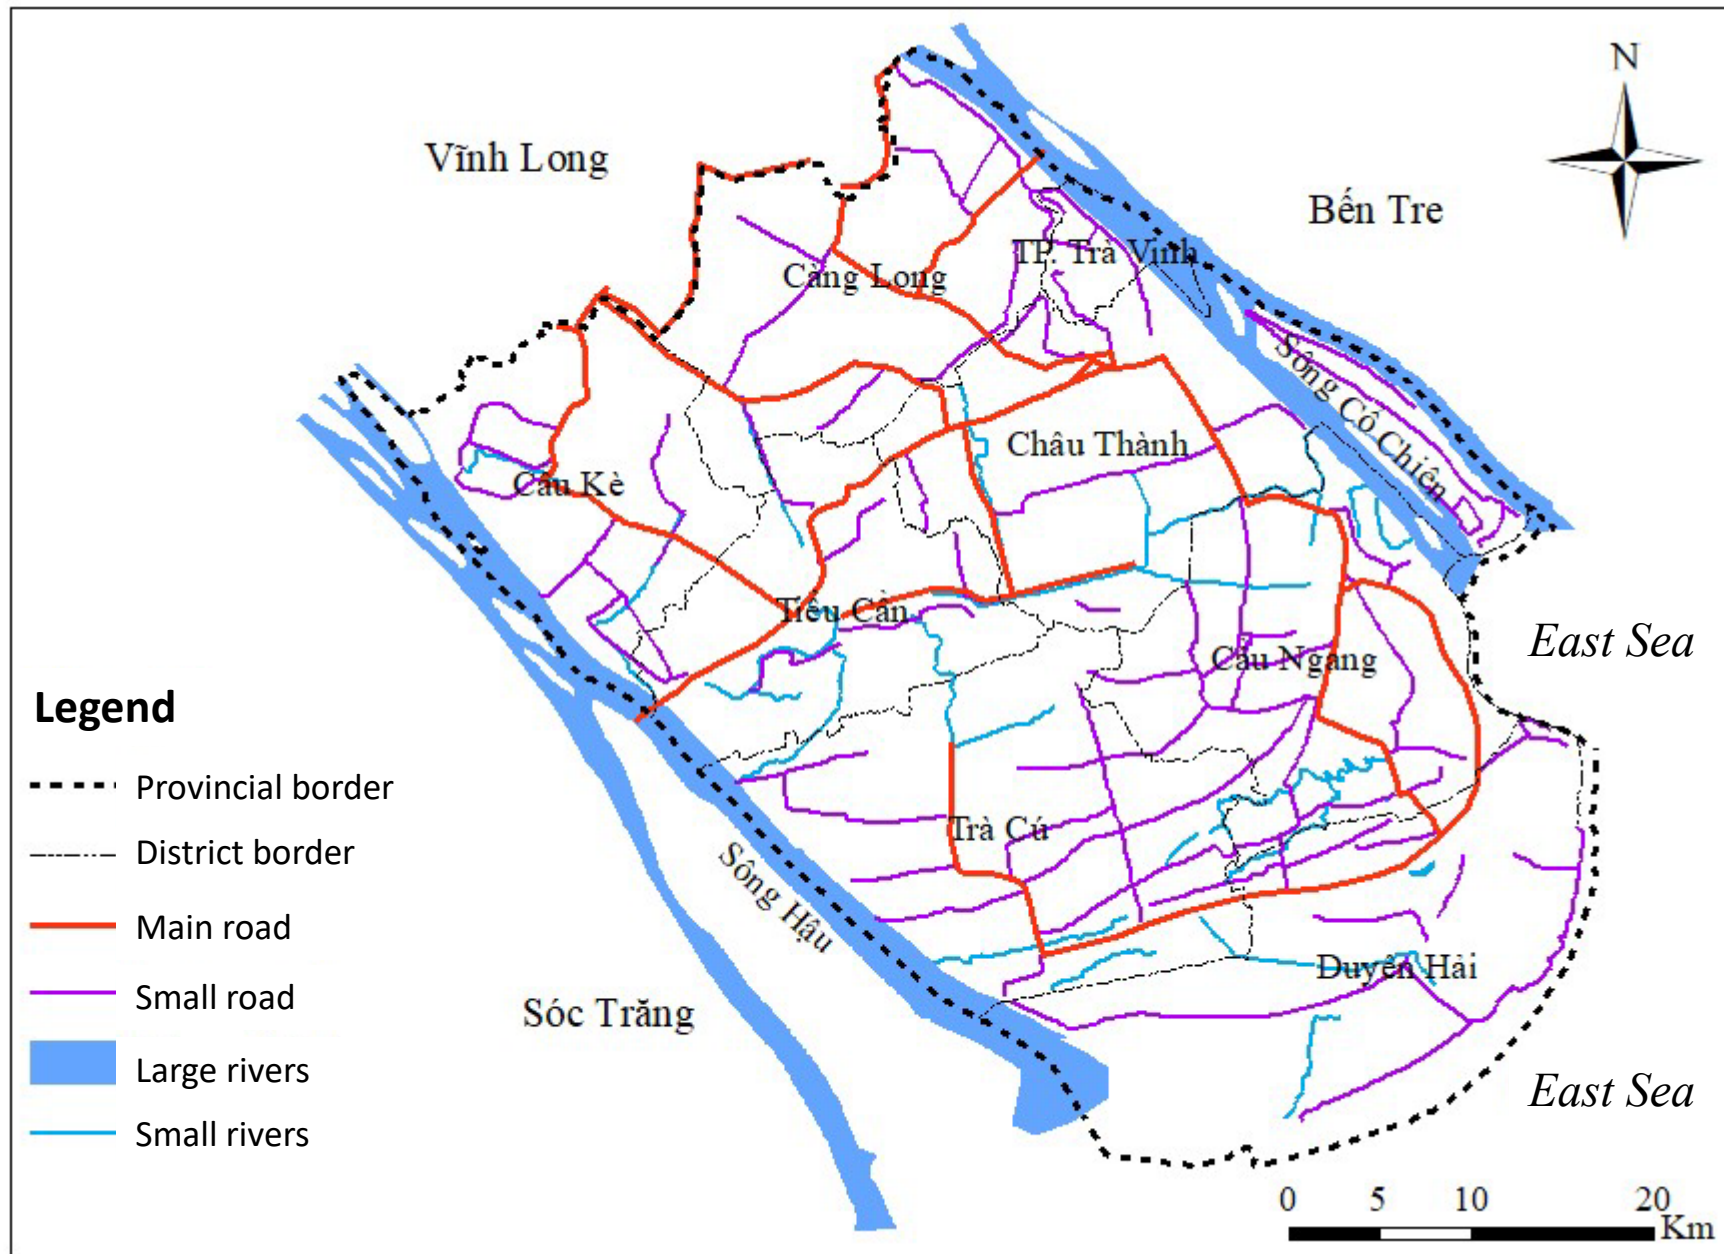 N
Vĩnh Long
Bến Tre
TP. Trà Vinh
Càng Long
Sông Cổ Chiên
Châu Thành
Cầu Kè
Tiểu Cần
East Sea
Cầu Ngang
Legend
Provincial border
District border
Main road
Small road
Large rivers
Small rivers
Trà Cú
Sông Hậu
Duyên Hải
Sóc Trăng
East Sea
0 5 10 20
Km